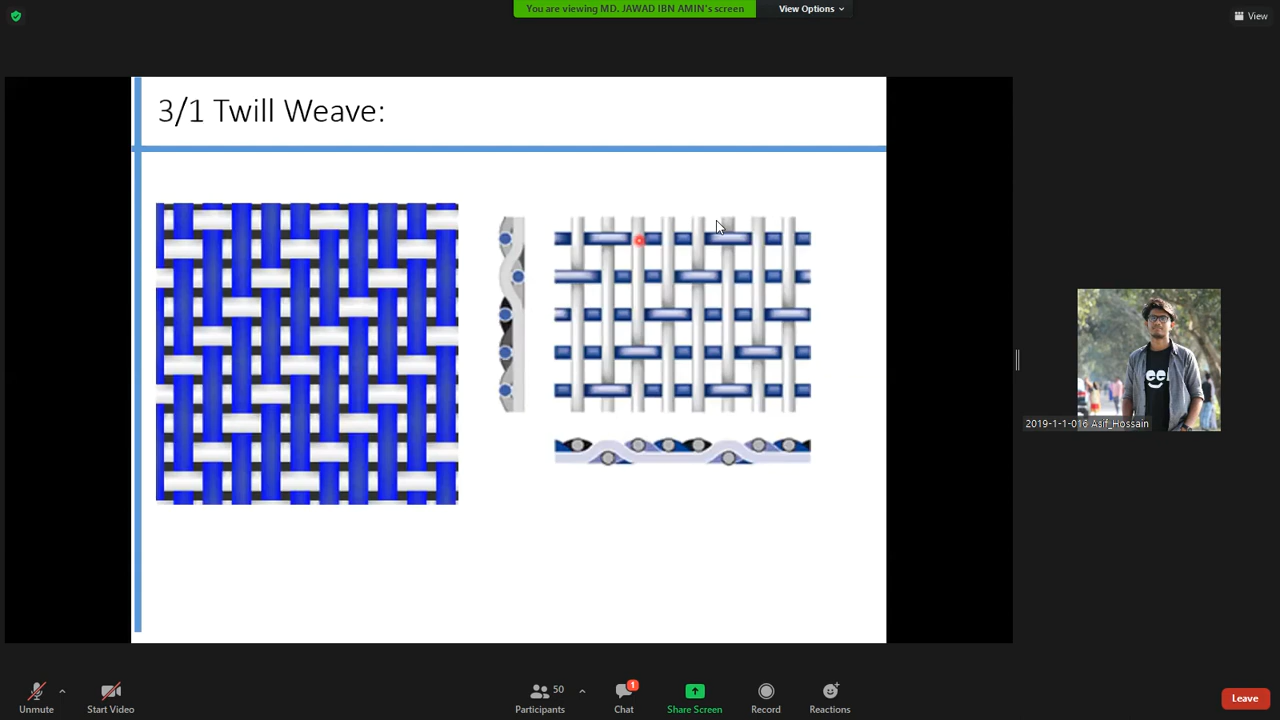 You are viewing MD. JAWAD IBN AMIN's screen
View Options
View
3/1 Twill Weave:
2019-1-1-016 Asif_Hossain
Unmute
Start Video
50
Participants
1
Chat
Share Screen
Record
Reactions
Leave